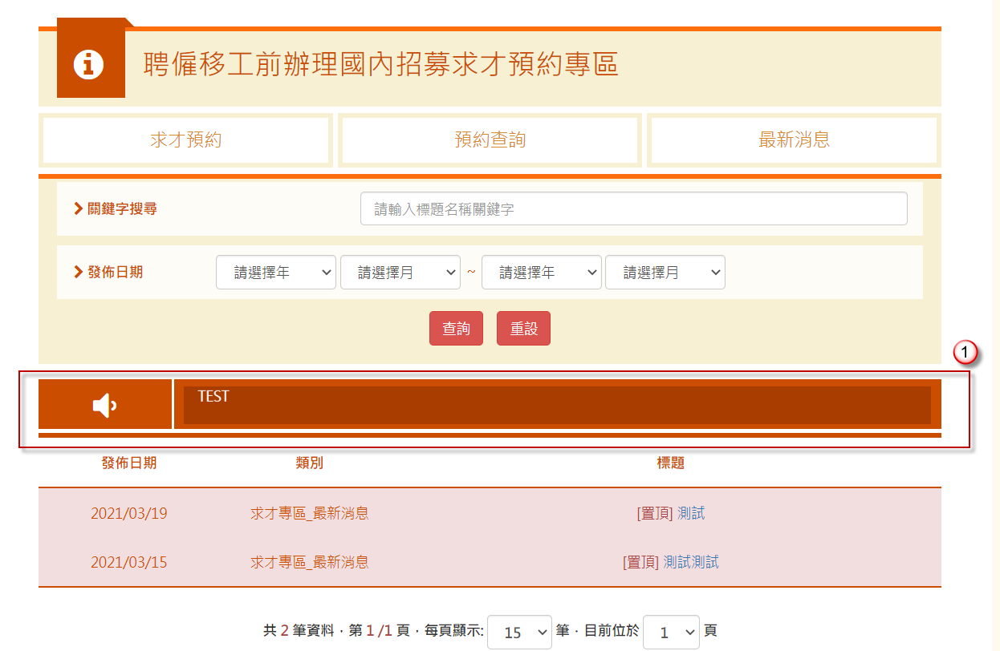 聘僱移工前辦理國內招募求才預約專區
求才預約 預約查詢 最新消息
關鍵字搜尋 請輸入標題名稱關鍵字
發佈日期 請選擇年 請選擇月 ~ 請選擇年 請選擇月
查詢 重設
1
TEST
發佈日期 類別 標題
2021/03/19 求才專區_最新消息 [置頂] 測試
2021/03/15 求才專區_最新消息 [置頂] 測試測試
共 2 筆資料．第 1 /1 頁．每頁顯示: 15 筆．目前位於 1 頁